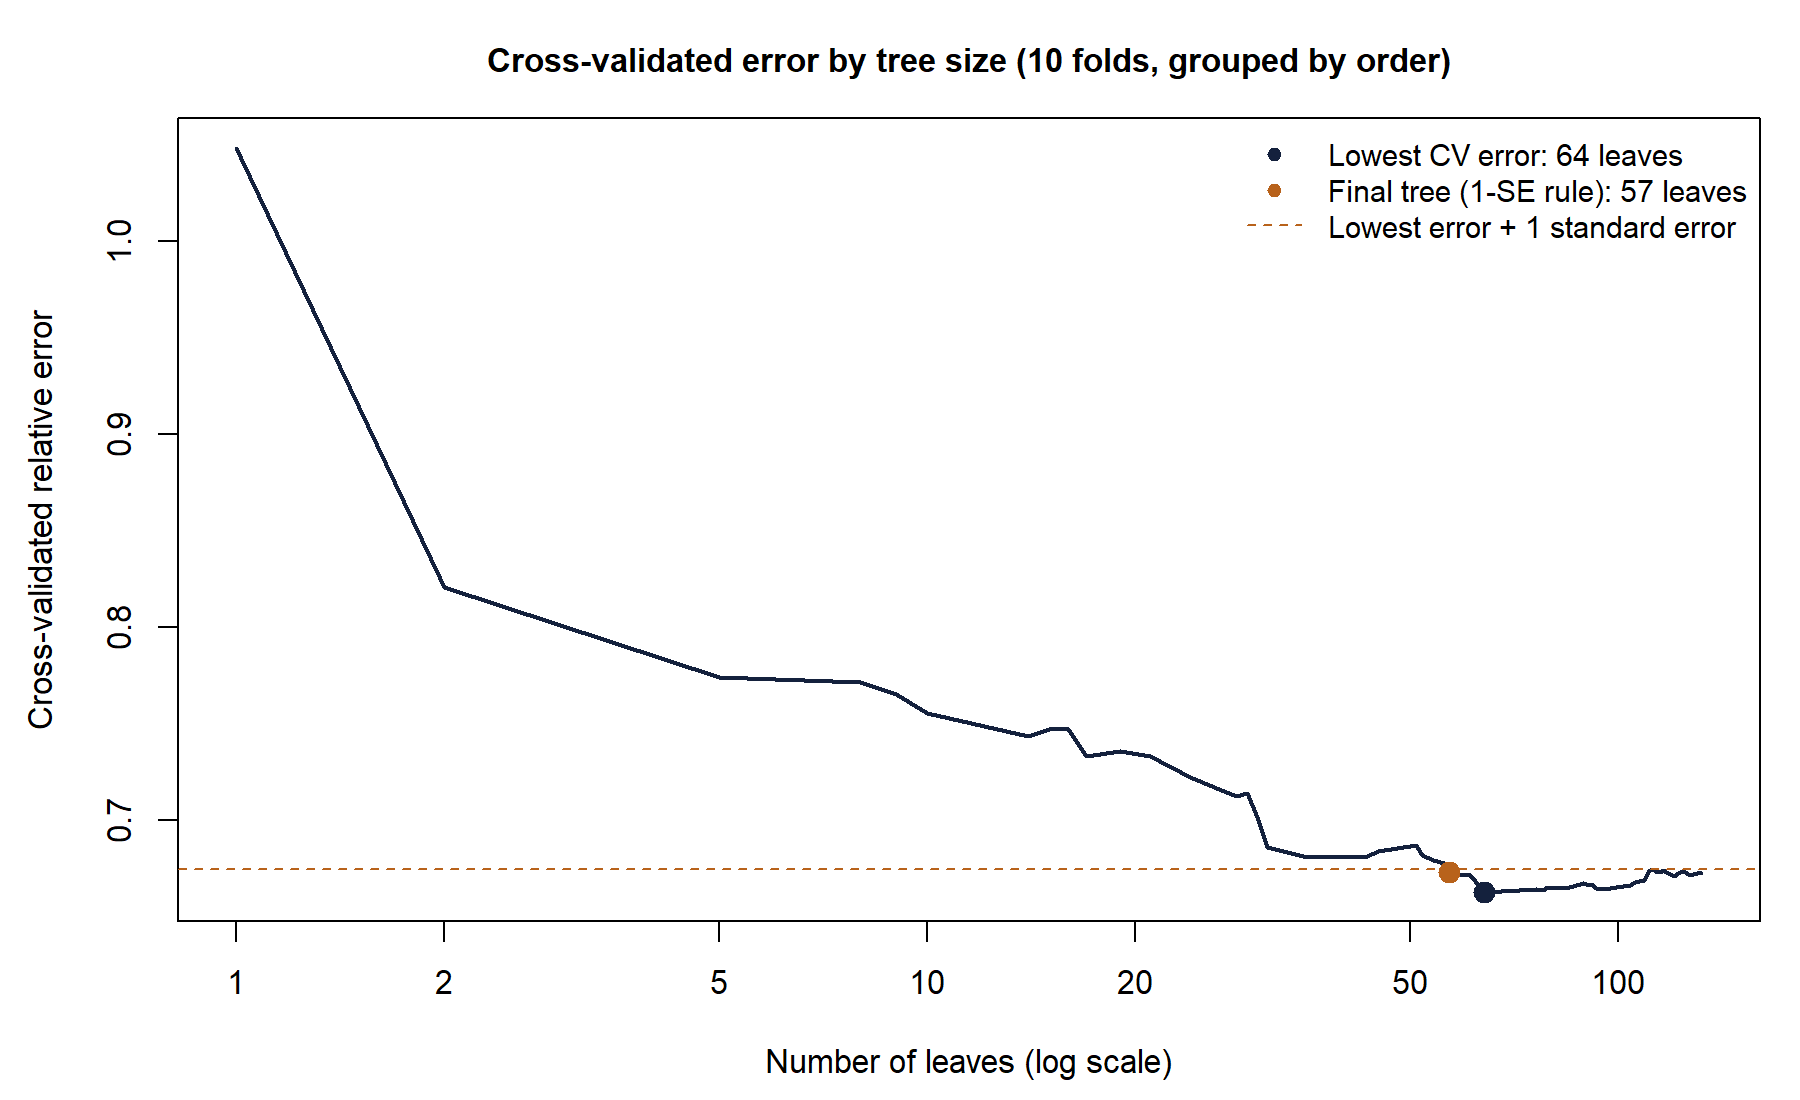 Cross-validated error by tree size (10 folds, grouped by order)
Lowest CV error: 64 leaves
Final tree (1-SE rule): 57 leaves
Lowest error + 1 standard error
Cross-validated relative error
1.0
0.9
0.8
0.7
1 2 5 10 20 50 100
Number of leaves (log scale)